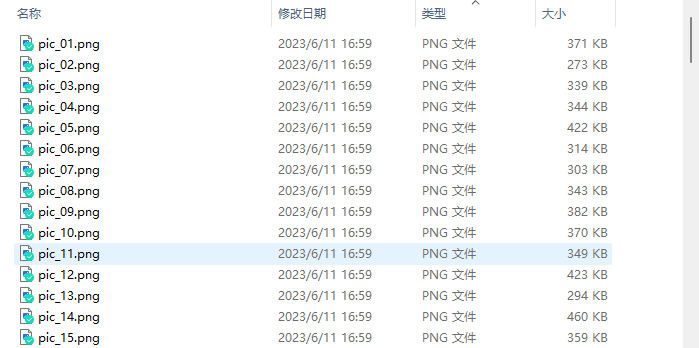 名称 修改日期 类型 大小
pic_01.png 2023/6/11 16:59 PNG 文件 371 KB
pic_02.png 2023/6/11 16:59 PNG 文件 273 KB
pic_03.png 2023/6/11 16:59 PNG 文件 339 KB
pic_04.png 2023/6/11 16:59 PNG 文件 344 KB
pic_05.png 2023/6/11 16:59 PNG 文件 422 KB
pic_06.png 2023/6/11 16:59 PNG 文件 314 KB
pic_07.png 2023/6/11 16:59 PNG 文件 303 KB
pic_08.png 2023/6/11 16:59 PNG 文件 343 KB
pic_09.png 2023/6/11 16:59 PNG 文件 382 KB
pic_10.png 2023/6/11 16:59 PNG 文件 370 KB
pic_11.png 2023/6/11 16:59 PNG 文件 349 KB
pic_12.png 2023/6/11 16:59 PNG 文件 423 KB
pic_13.png 2023/6/11 16:59 PNG 文件 294 KB
pic_14.png 2023/6/11 16:59 PNG 文件 460 KB
pic_15.png 2023/6/11 16:59 PNG 文件 359 KB